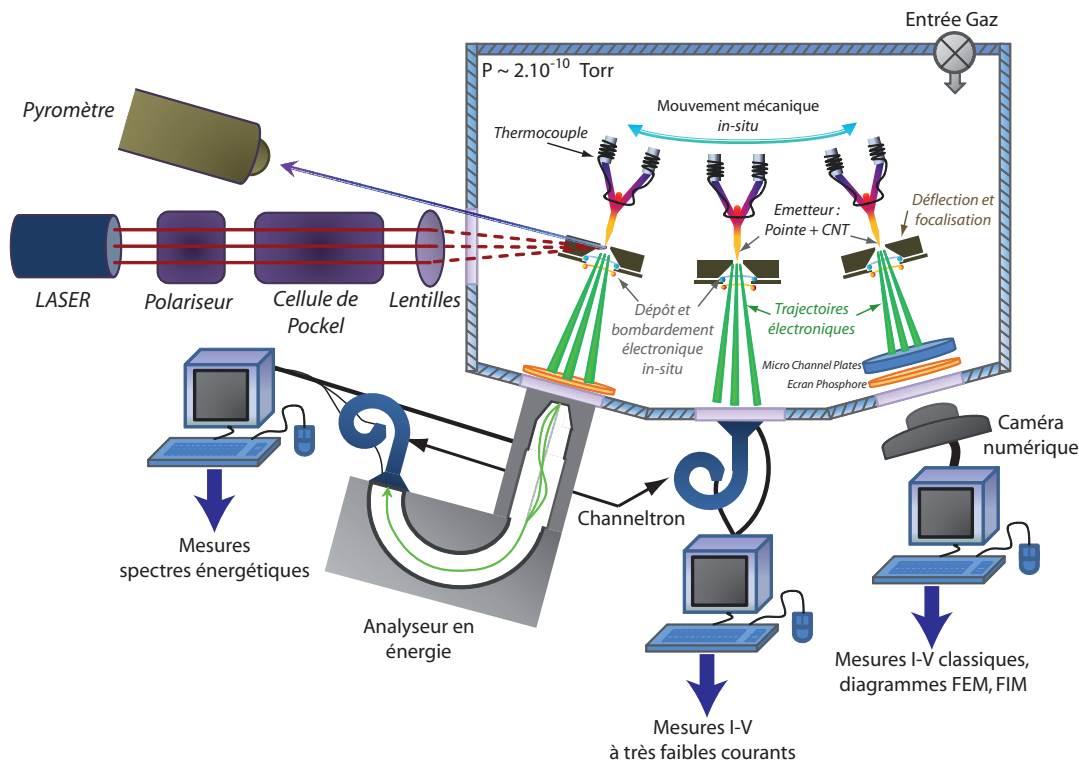 Entrée Gaz
P ~ 2.10⁻¹⁰ Torr
Pyromètre
Mouvement mécanique
in-situ
Thermocouple
Déflection et
focalisation
Emetteur :
Pointe + CNT
LASER
Polariseur
Cellule de
Pockel
Lentilles
Dépôt et
bombardement
électronique
in-situ
Trajectoires
électroniques
Micro Channel Plates
Ecran Phosphore
Caméra
numérique
Channeltron
Mesures
spectres énergétiques
Analyseur en
énergie
Mesures I-V classiques,
diagrammes FEM, FIM
Mesures I-V
à très faibles courants